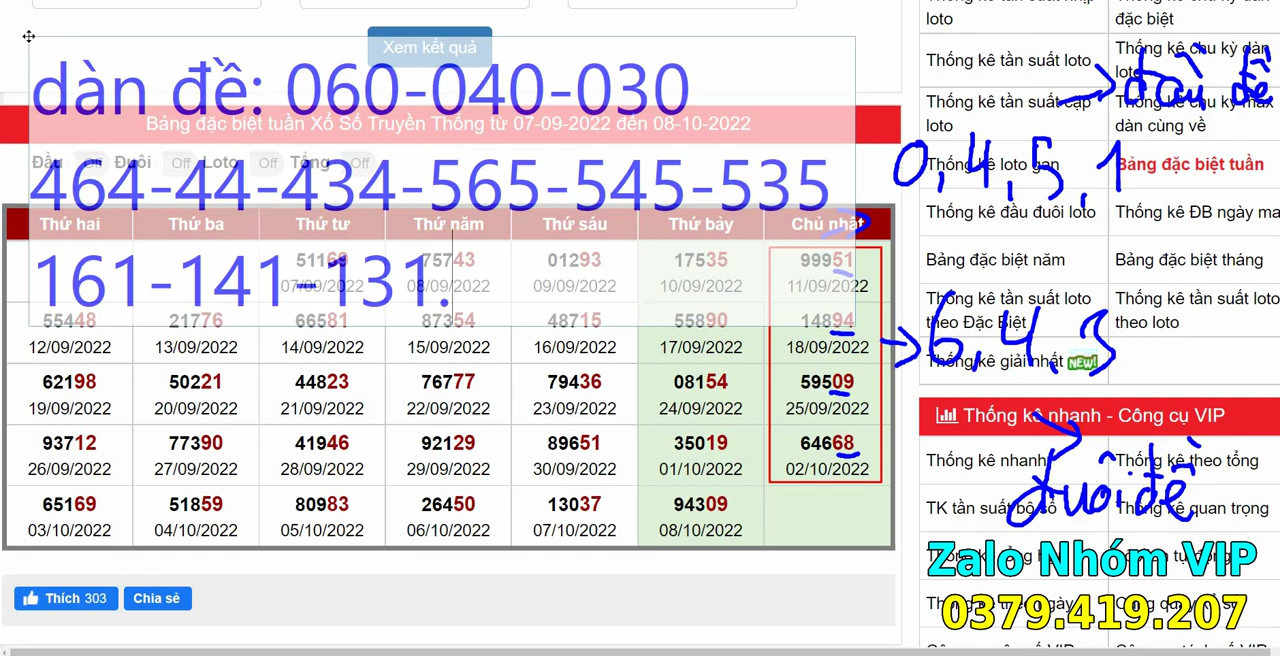 Xem kết quả
dàn đề: 060-040-030
Bảng đặc biệt tuần Xổ Số Truyền Thống từ 07-09-2022 đến 08-10-2022
Đầu Off Đuôi Off Loto Off Tổng Off
464-44-434-565-545-535
Thứ hai Thứ ba Thứ tư Thứ năm Thứ sáu Thứ bảy Chủ nhật
161-141-131.
51169 75743 01293 17535 99951
07/09/2022 08/09/2022 09/09/2022 10/09/2022 11/09/2022
55448 21776 66581 87354 48715 55890 14894
12/09/2022 13/09/2022 14/09/2022 15/09/2022 16/09/2022 17/09/2022 18/09/2022
62198 50221 44823 76777 79436 08154 59509
19/09/2022 20/09/2022 21/09/2022 22/09/2022 23/09/2022 24/09/2022 25/09/2022
93712 77390 41946 92129 89651 35019 64668
26/09/2022 27/09/2022 28/09/2022 29/09/2022 30/09/2022 01/10/2022 02/10/2022
65169 51859 80983 26450 13037 94309
03/10/2022 04/10/2022 05/10/2022 06/10/2022 07/10/2022 08/10/2022
Thích 303 Chia sẻ
loto
đặc biệt
Thống kê tần suất loto
Thống kê chu kỳ dàn
loto
đầu đề
Thống kê tần suất cặp
loto
Thống kê chu kỳ max
dàn cùng về
0,4,5,1
Thống kê loto gan
Bảng đặc biệt tuần
Thống kê đầu đuôi loto
Thống kê ĐB ngày mai
Bảng đặc biệt năm
Bảng đặc biệt tháng
Thống kê tần suất loto
theo Đặc Biệt
Thống kê tần suất
theo loto
6,4,3
Thống kê giải nhất NEW!
Thống kê nhanh - Công cụ VIP
Thống kê nhanh
Thống kê theo tổng
đuôi đề
TK tần suất bộ số
Thống kê quan trọng
Zalo Nhóm VIP
0379.419.207